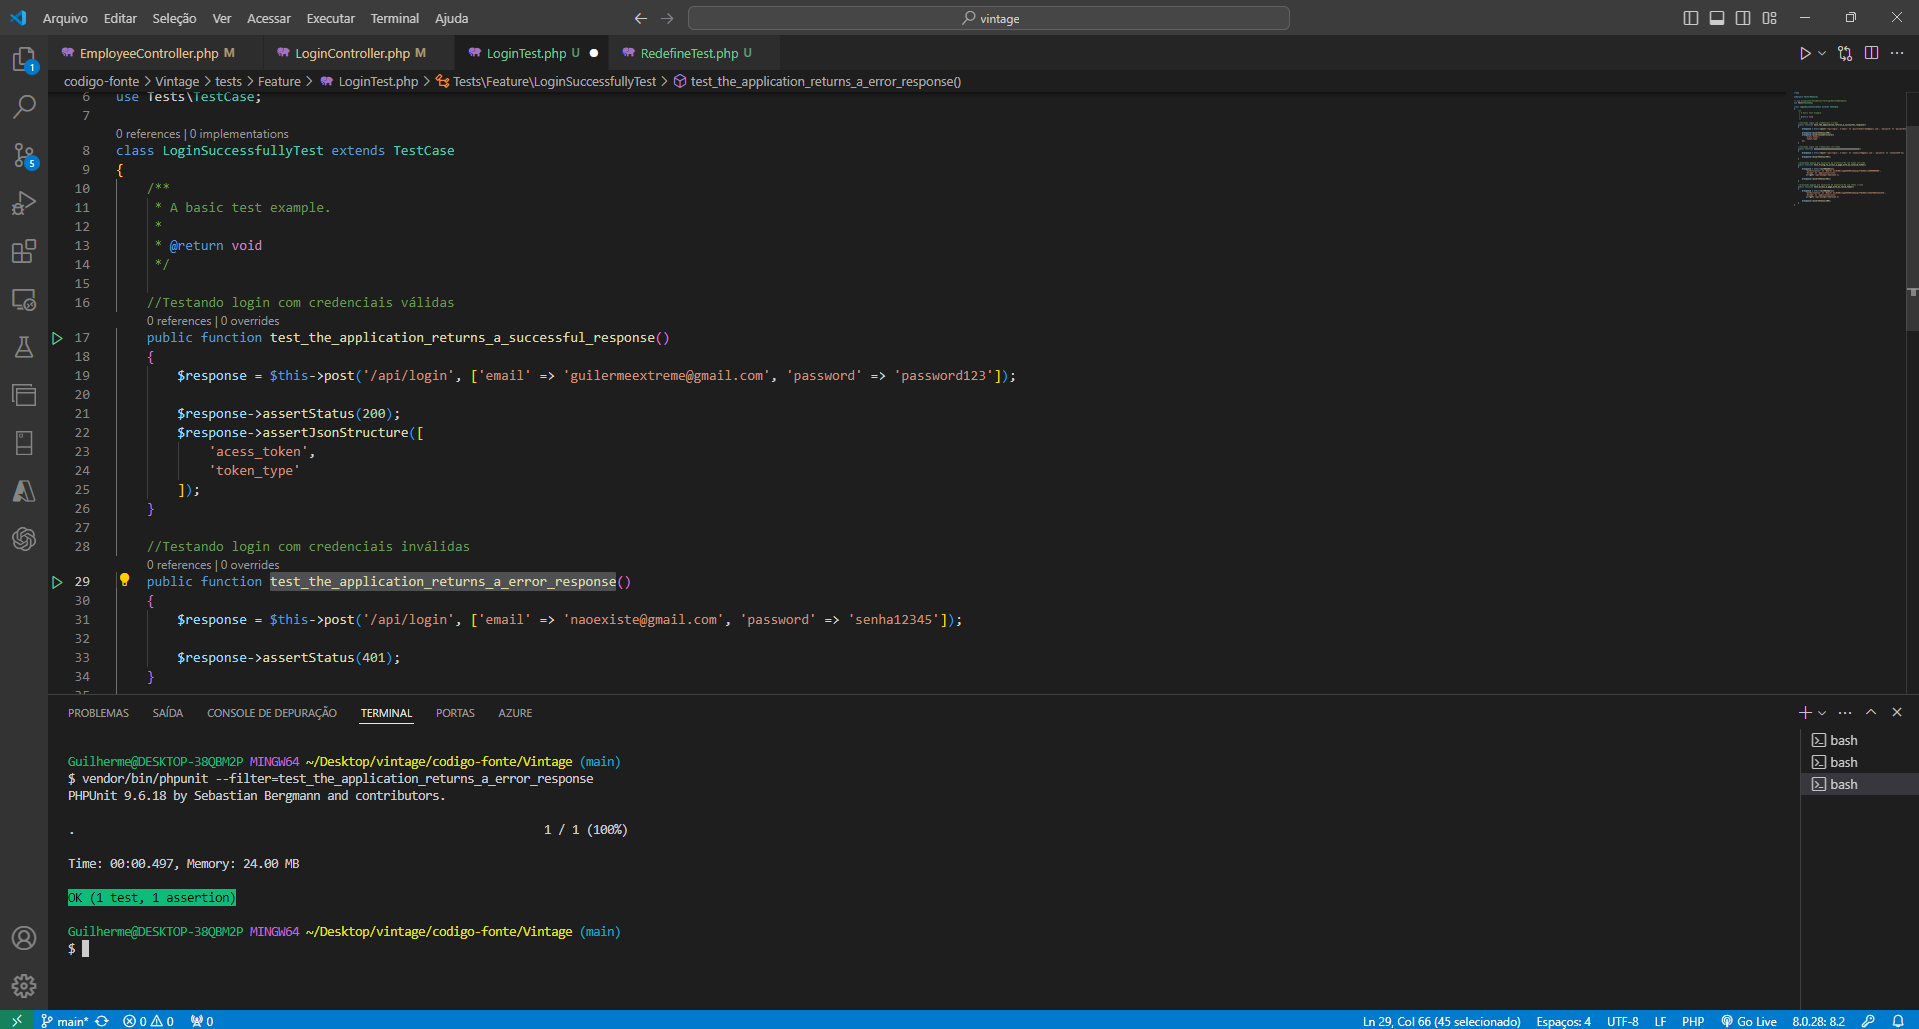 Arquivo Editar Seleção Ver Acessar Executar Terminal Ajuda
vintage
EmployeeController.php M
LoginController.php M
LoginTest.php U
RedefineTest.php U
codigo-fonte > Vintage > tests > Feature > LoginTest.php > Tests\Feature\LoginSuccessfullyTest > test_the_application_returns_a_error_response()
6 use Tests\TestCase;
7
0 references | 0 implementations
8 class LoginSuccessfullyTest extends TestCase
9 {
10 /**
11 * A basic test example.
12 *
13 * @return void
14 */
15
16 //Testando login com credenciais válidas
0 references | 0 overrides
17 public function test_the_application_returns_a_successful_response()
18 {
19 $response = $this->post('/api/login', ['email' => 'guilermeextreme@gmail.com', 'password' => 'password123']);
20
21 $response->assertStatus(200);
22 $response->assertJsonStructure([
23 'acess_token',
24 'token_type'
25 ]);
26 }
27
28 //Testando login com credenciais inválidas
0 references | 0 overrides
29 public function test_the_application_returns_a_error_response()
30 {
31 $response = $this->post('/api/login', ['email' => 'naoexiste@gmail.com', 'password' => 'senha12345']);
32
33 $response->assertStatus(401);
34 }
35
PROBLEMAS SAÍDA CONSOLE DE DEPURAÇÃO TERMINAL PORTAS AZURE
bash
bash
bash
Guilherme@DESKTOP-38QBM2P MINGW64 ~/Desktop/vintage/codigo-fonte/Vintage (main)
$ vendor/bin/phpunit --filter=test_the_application_returns_a_error_response
PHPUnit 9.6.18 by Sebastian Bergmann and contributors.
. 1 / 1 (100%)
Time: 00:00.497, Memory: 24.00 MB
OK (1 test, 1 assertion)
Guilherme@DESKTOP-38QBM2P MINGW64 ~/Desktop/vintage/codigo-fonte/Vintage (main)
$
1
5
main* 0 0 0 Ln 29, Col 66 (45 selecionado) Espaços: 4 UTF-8 LF PHP Go Live 8.0.28: 8.2